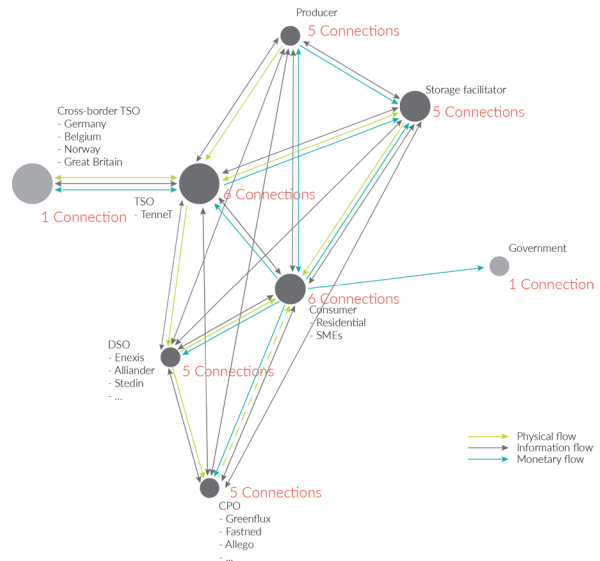 Producer
5 Connections
Storage facilitator
5 Connections
Cross-border TSO
- Germany
- Belgium
- Norway
- Great Britain
1 Connection
TSO
- TenneT
6 Connections
Government
1 Connection
6 Connections
Consumer
- Residential
- SMEs
DSO
- Enexis
- Alliander
- Stedin
- ...
5 Connections
Physical flow
Information flow
Monetary flow
5 Connections
CPO
- Greenflux
- Fastned
- Allego
- ...